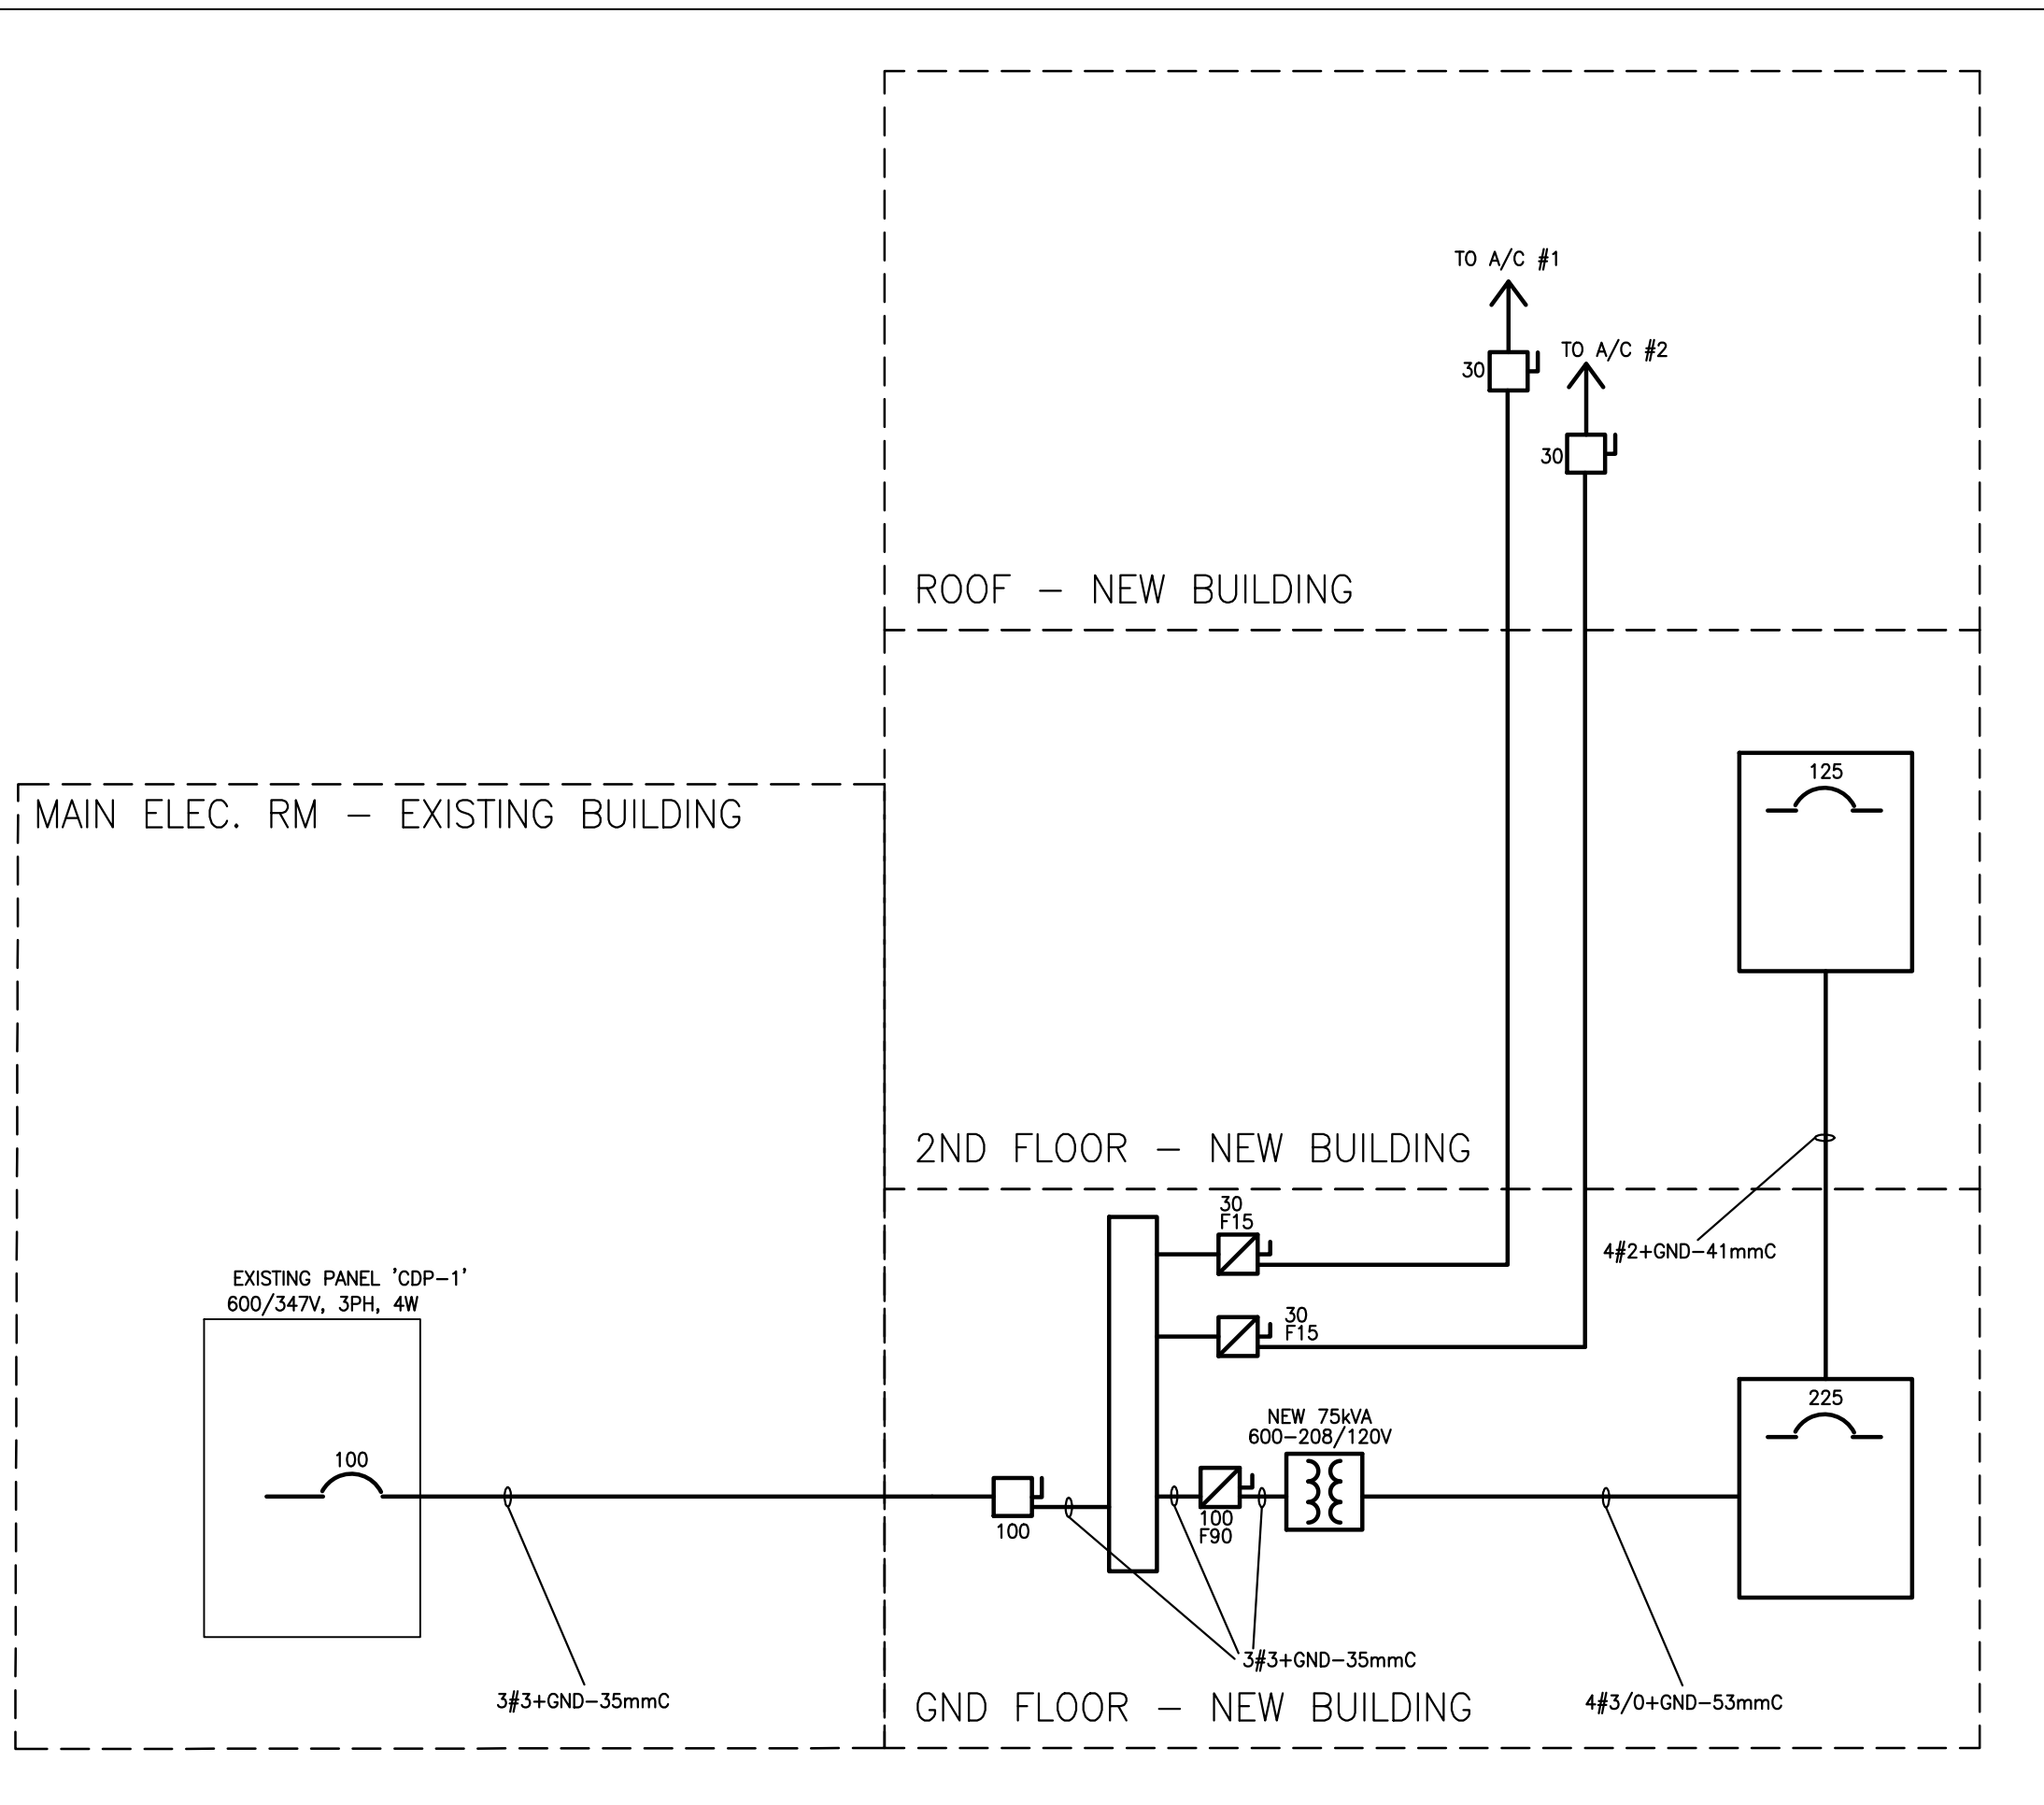 TO A/C #1
TO A/C #2
30
30
ROOF - NEW BUILDING
MAIN ELEC. RM - EXISTING BUILDING
125
2ND FLOOR - NEW BUILDING
30
F15
4#2+GND-41mmC
EXISTING PANEL 'CDP-1'
600/347V, 3PH, 4W
30
F15
225
NEW 75kVA
600-208/120V
100
100
100
F90
3#3+GND-35mmC
3#3+GND-35mmC
4#3/0+GND-53mmC
GND FLOOR - NEW BUILDING